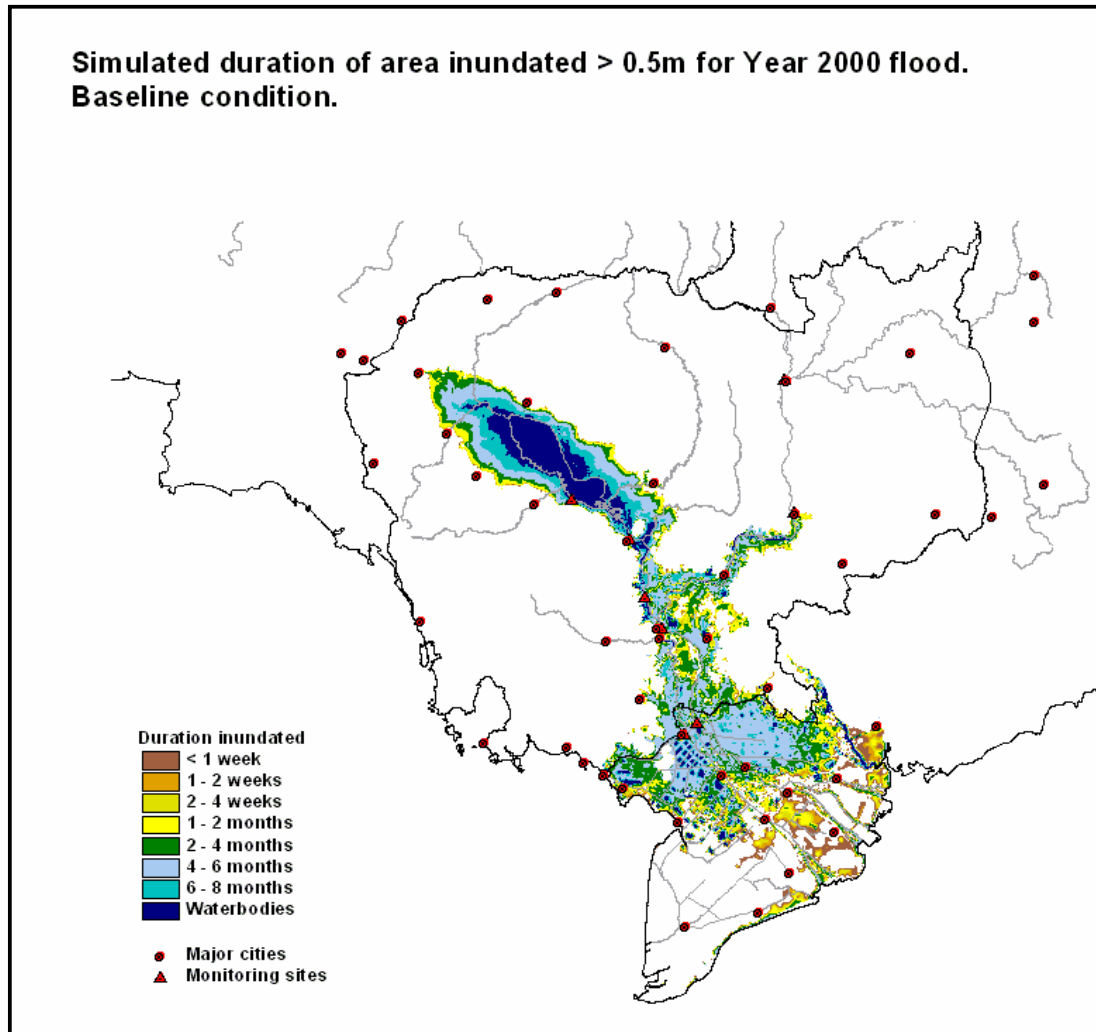 Simulated duration of area inundated > 0.5m for Year 2000 flood.
Baseline condition.
Duration inundated
< 1 week
1 - 2 weeks
2 - 4 weeks
1 - 2 months
2 - 4 months
4 - 6 months
6 - 8 months
Waterbodies
Major cities
Monitoring sites